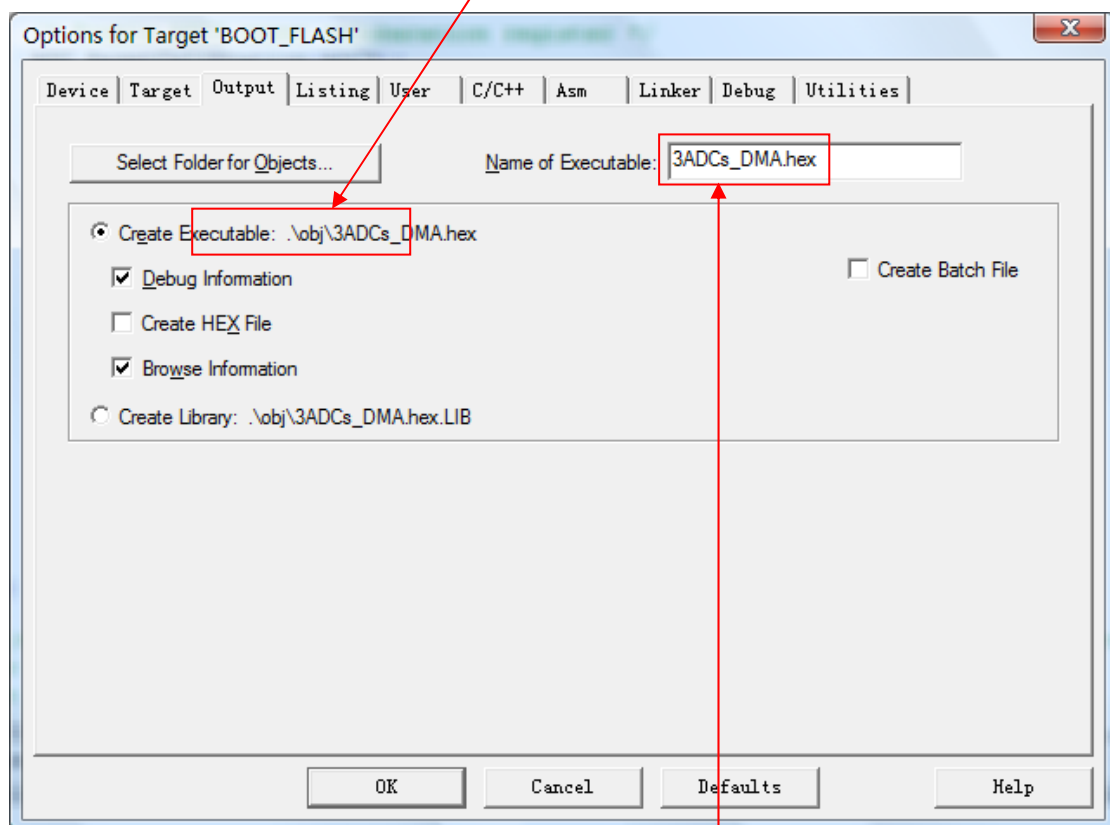 Options for Target 'BOOT_FLASH'
Device Target Output Listing User C/C++ Asm Linker Debug Utilities
Select Folder for Objects... Name of Executable: 3ADCs_DMA.hex
Create Executable: .\obj\3ADCs_DMA.hex
Create Batch File
Debug Information
Create HEX File
Browse Information
Create Library: .\obj\3ADCs_DMA.hex.LIB
OK Cancel Defaults Help